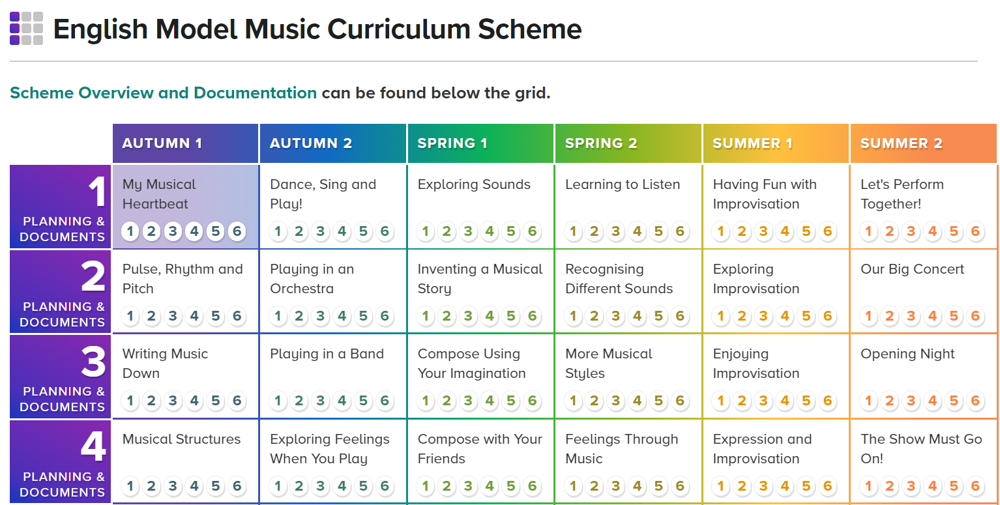 English Model Music Curriculum Scheme
Scheme Overview and Documentation can be found below the grid.
AUTUMN 1 AUTUMN 2 SPRING 1 SPRING 2 SUMMER 1 SUMMER 2
1
PLANNING &
DOCUMENTS
My Musical
Heartbeat
1 2 3 4 5 6
Dance, Sing and
Play!
1 2 3 4 5 6
Exploring Sounds
1 2 3 4 5 6
Learning to Listen
1 2 3 4 5 6
Having Fun with
Improvisation
1 2 3 4 5 6
Let's Perform
Together!
1 2 3 4 5 6
2
PLANNING &
DOCUMENTS
Pulse, Rhythm and
Pitch
1 2 3 4 5 6
Playing in an
Orchestra
1 2 3 4 5 6
Inventing a Musical
Story
1 2 3 4 5 6
Recognising
Different Sounds
1 2 3 4 5 6
Exploring
Improvisation
1 2 3 4 5 6
Our Big Concert
1 2 3 4 5 6
3
PLANNING &
DOCUMENTS
Writing Music
Down
1 2 3 4 5 6
Playing in a Band
1 2 3 4 5 6
Compose Using
Your Imagination
1 2 3 4 5 6
More Musical
Styles
1 2 3 4 5 6
Enjoying
Improvisation
1 2 3 4 5 6
Opening Night
1 2 3 4 5 6
4
PLANNING &
DOCUMENTS
Musical Structures
1 2 3 4 5 6
Exploring Feelings
When You Play
1 2 3 4 5 6
Compose with Your
Friends
1 2 3 4 5 6
Feelings Through
Music
1 2 3 4 5 6
Expression and
Improvisation
1 2 3 4 5 6
The Show Must Go
On!
1 2 3 4 5 6